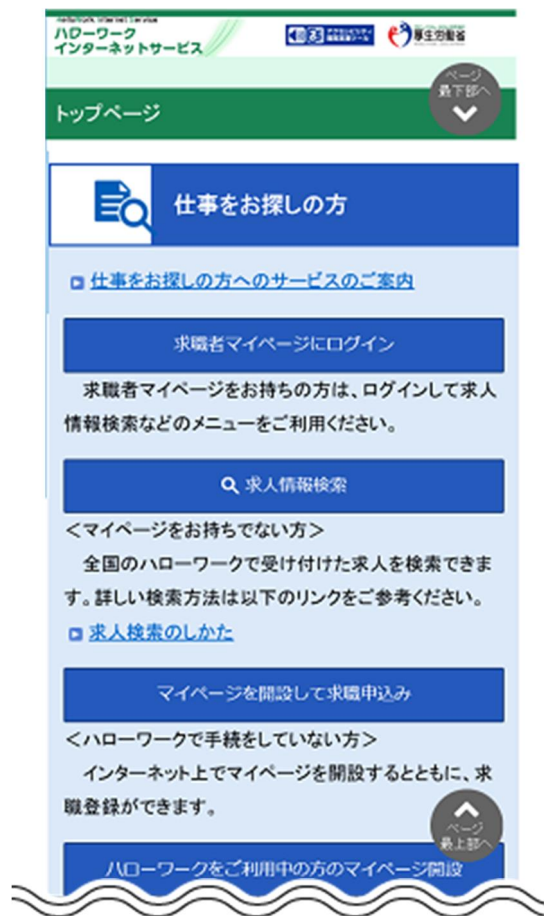 ハローワーク
インターネットサービス
厚生労働省
ページ
最下部へ
トップページ
仕事をお探しの方
仕事をお探しの方へのサービスのご案内
求職者マイページにログイン
求職者マイページをお持ちの方は、ログインして求人
情報検索などのメニューをご利用ください。
求人情報検索
<マイページをお持ちでない方>
全国のハローワークで受け付けた求人を検索できま
す。詳しい検索方法は以下のリンクをご参考ください。
求人検索のしかた
マイページを開設して求職申込み
<ハローワークで手続をしていない方>
インターネット上でマイページを開設するとともに、求
職登録ができます。
ページ
最上部へ
ハローワークをご利用中の方のマイページ開設